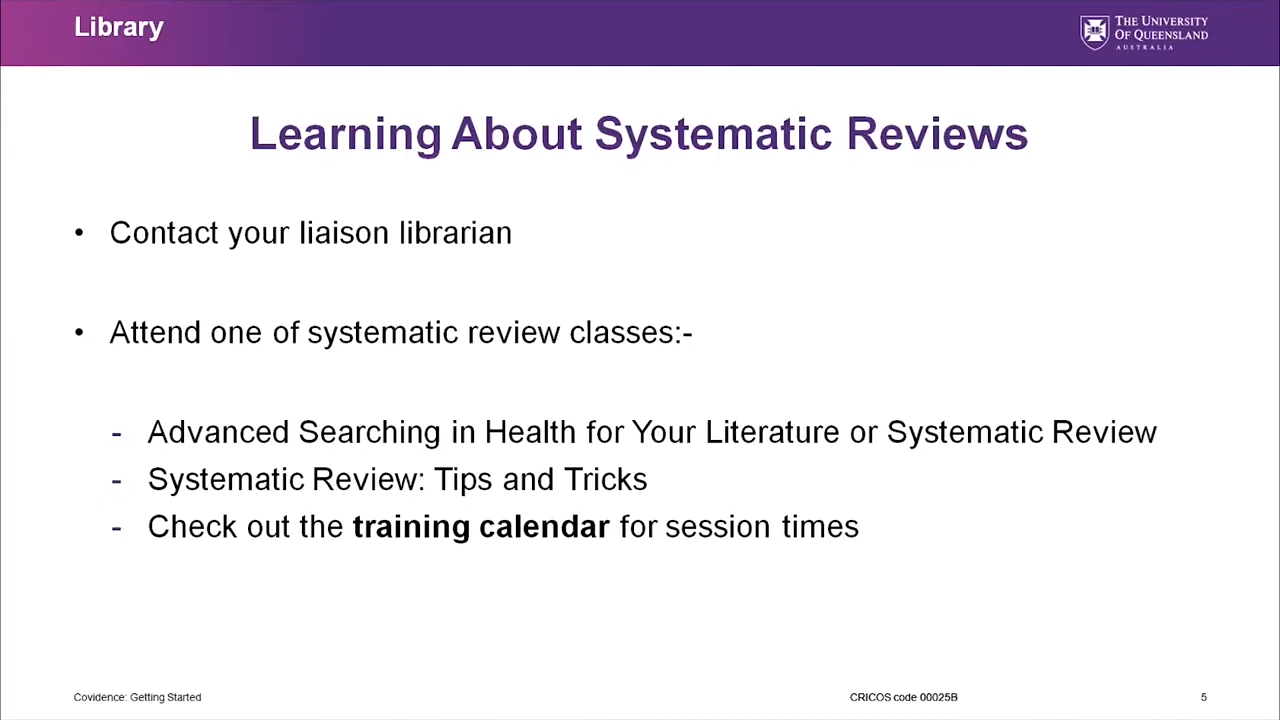 Library
THE UNIVERSITY
OF QUEENSLAND
AUSTRALIA
Learning About Systematic Reviews
• Contact your liaison librarian
• Attend one of systematic review classes:-
- Advanced Searching in Health for Your Literature or Systematic Review
- Systematic Review: Tips and Tricks
- Check out the training calendar for session times
Covidence: Getting Started
CRICOS code 00025B
5